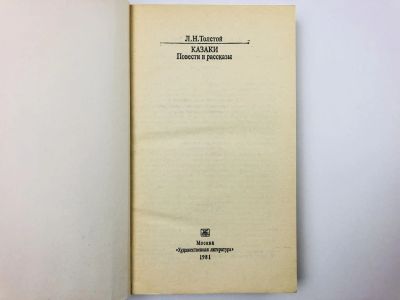 Л.Н.Толстой
КАЗАКИ
Повести и рассказы
Москва
«Художественная литература»
1981